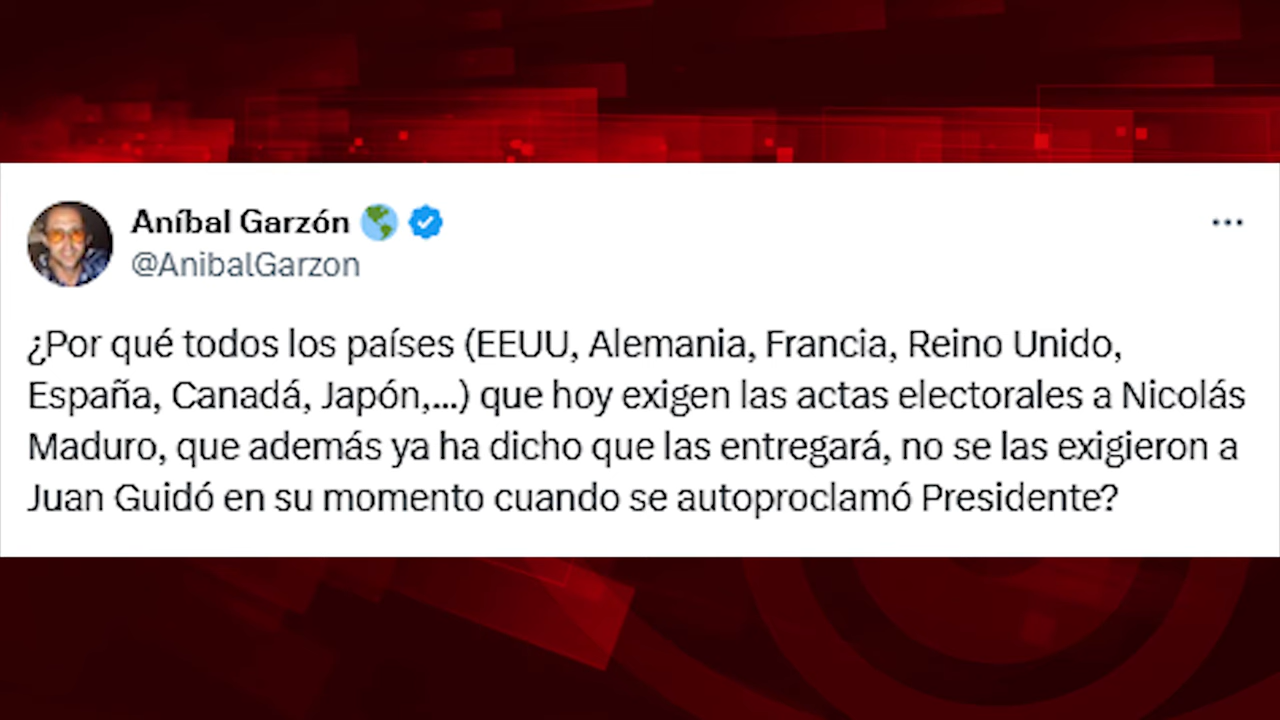 Aníbal Garzón
@AnibalGarzon
¿Por qué todos los países (EEUU, Alemania, Francia, Reino Unido,
España, Canadá, Japón,...) que hoy exigen las actas electorales a Nicolás
Maduro, que además ya ha dicho que las entregará, no se las exigieron a
Juan Guidó en su momento cuando se autoproclamó Presidente?